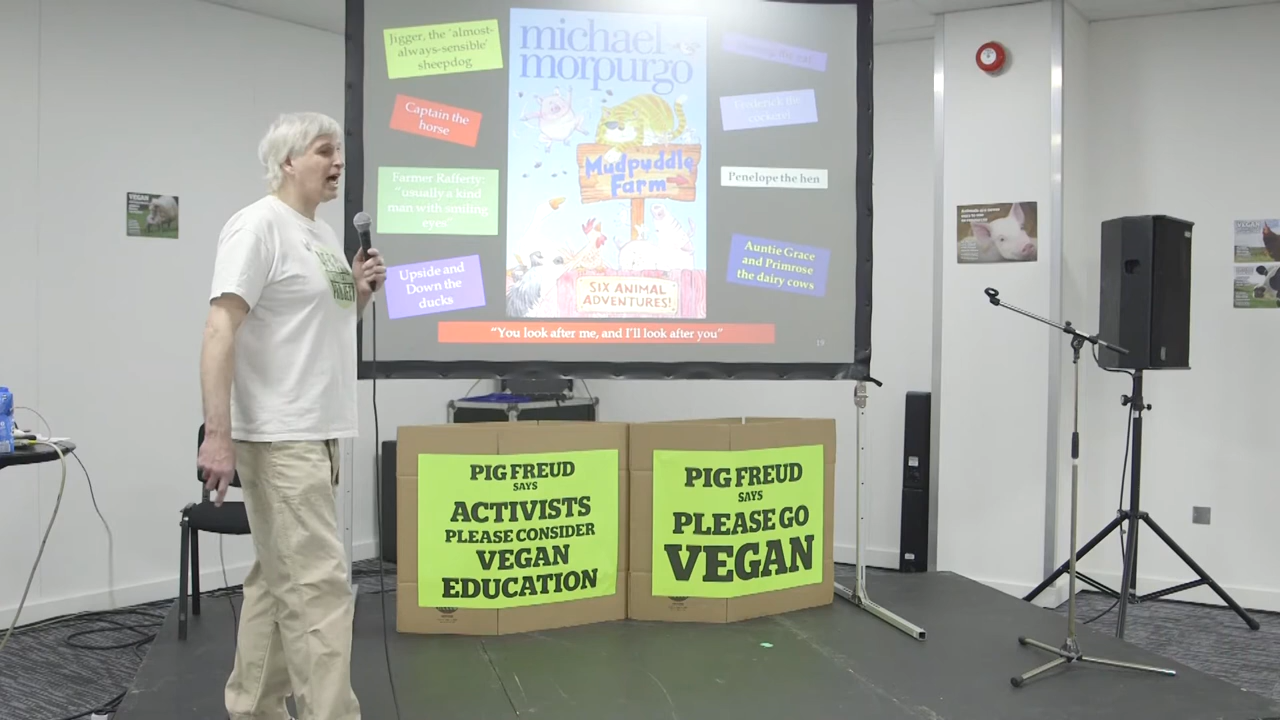 Jigger, the 'almost-
always-sensible'
sheepdog
Captain the
horse
Farmer Rafferty:
"usually a kind
man with smiling
eyes"
Upside and
Down the
ducks
michael
morpurgo
Mudpuddle
Farm
SIX ANIMAL
ADVENTURES!
Frederick the
cockerel
Penelope the hen
Auntie Grace
and Primrose
the dairy cows
"You look after me, and I'll look after you"
19
PIG FREUD
SAYS
ACTIVISTS
PLEASE CONSIDER
VEGAN
EDUCATION
PIG FREUD
SAYS
PLEASE GO
VEGAN
VEGAN